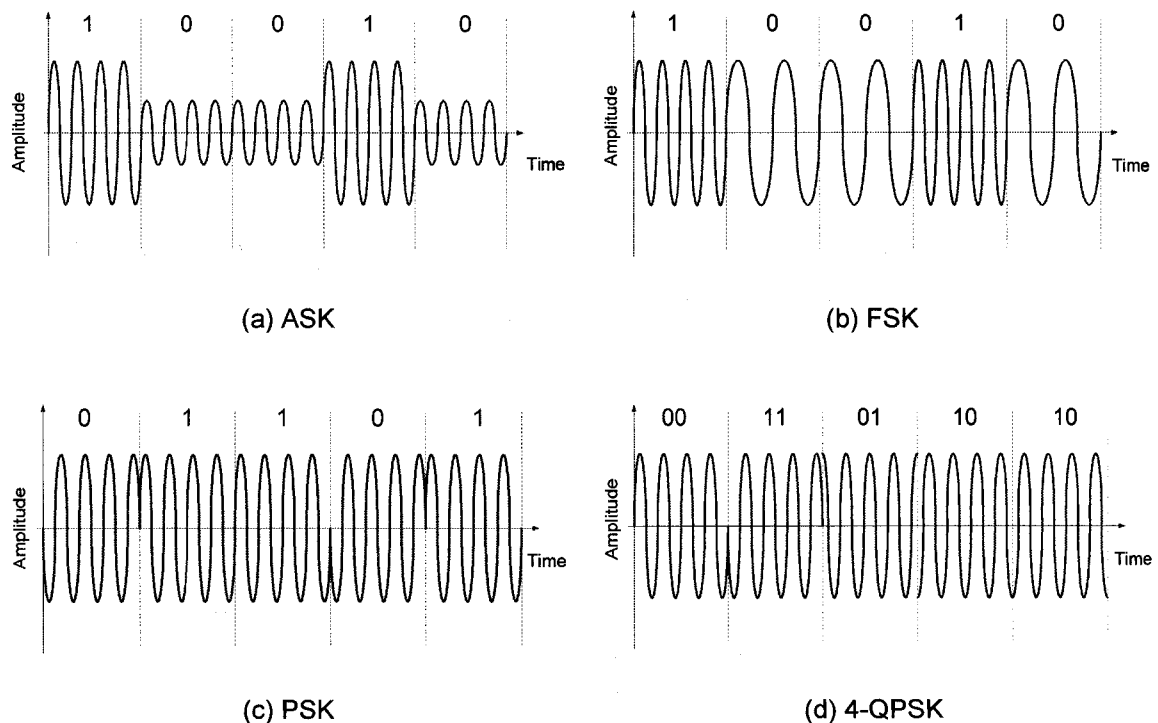 1 0 0 1 0
Amplitude
Time
(a) ASK
1 0 0 1 0
Amplitude
Time
(b) FSK
0 1 1 0 1
Amplitude
Time
(c) PSK
00 11 01 10 10
Amplitude
Time
(d) 4-QPSK